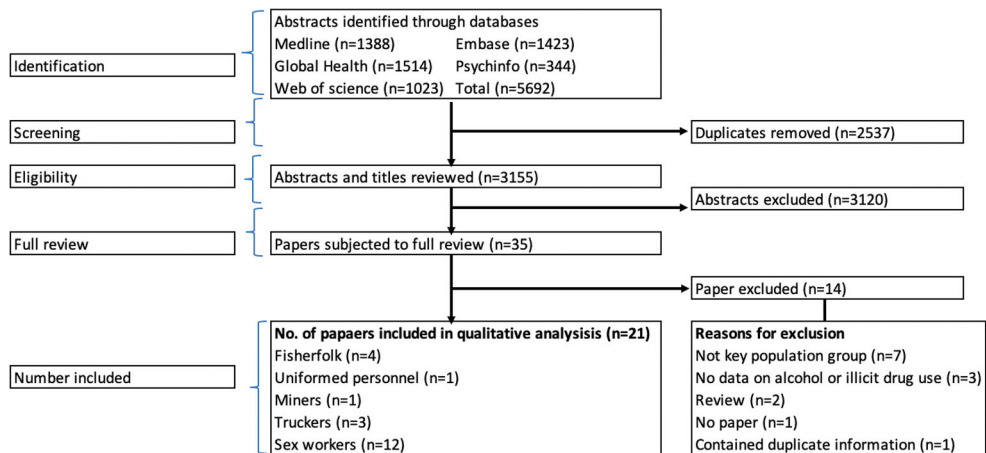 Abstracts identified through databases
Medline (n=1388) Embase (n=1423)
Identification
Global Health (n=1514) Psychinfo (n=344)
Web of science (n=1023) Total (n=5692)
Screening
Duplicates removed (n=2537)
Eligibility
Abstracts and titles reviewed (n=3155)
Abstracts excluded (n=3120)
Full review
Papers subjected to full review (n=35)
Paper excluded (n=14)
Number included
No. of papaers included in qualitative analysisis (n=21)
Fisherfolk (n=4)
Uniformed personnel (n=1)
Miners (n=1)
Truckers (n=3)
Sex workers (n=12)
Reasons for exclusion
Not key population group (n=7)
No data on alcohol or illicit drug use (n=3)
Review (n=2)
No paper (n=1)
Contained duplicate information (n=1)